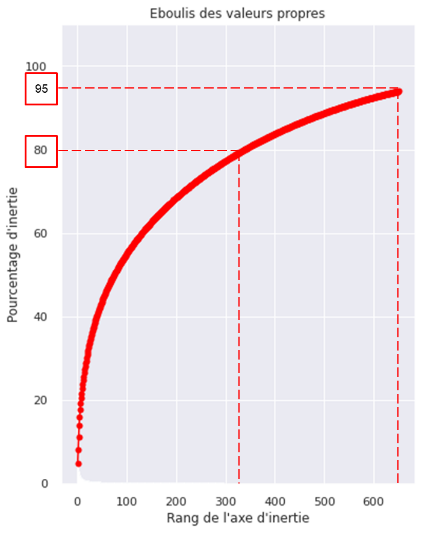 Eboulis des valeurs propres
100
95
80
60
40
20
0
Pourcentage d'inertie
0 100 200 300 400 500 600
Rang de l'axe d'inertie